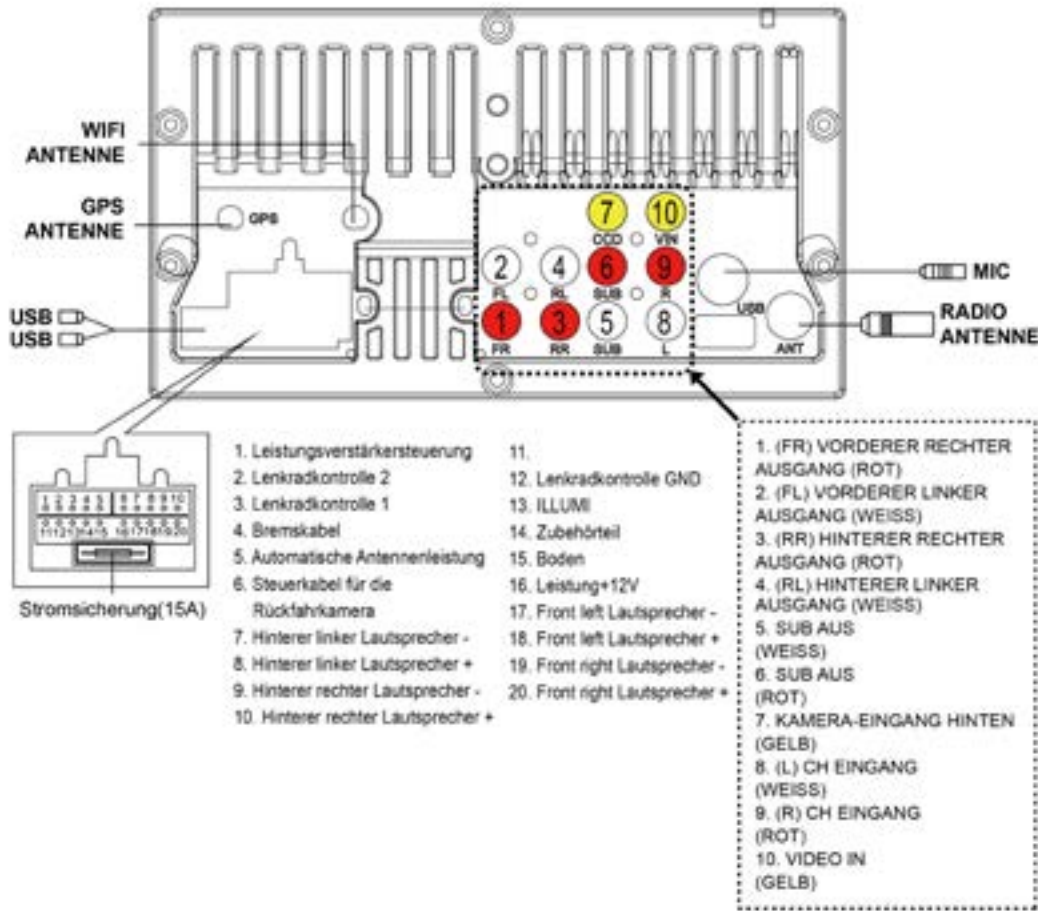 WIFI
ANTENNE
GPS
ANTENNE
GPS
USB
USB
7
10
CCD
VIN
2
4
6
9
FL
RL
SUB
R
1
3
5
8
FR
RR
SUB
L
USB
ANT
MIC
RADIO
ANTENNE
1 2 3 4 5 6 7 8 9 10
11 12 13 14 15 16 17 18 19 20
Stromsicherung(15A)
1. Leistungsverstärkersteuerung
2. Lenkradkontrolle 2
3. Lenkradkontrolle 1
4. Bremskabel
5. Automatische Antennenleistung
6. Steuerkabel für die
Rückfahrkamera
7. Hinterer linker Lautsprecher -
8. Hinterer linker Lautsprecher +
9. Hinterer rechter Lautsprecher -
10. Hinterer rechter Lautsprecher +
11.
12. Lenkradkontrolle GND
13. ILLUMI
14. Zubehörteil
15. Boden
16. Leistung+12V
17. Front left Lautsprecher -
18. Front left Lautsprecher +
19. Front right Lautsprecher -
20. Front right Lautsprecher +
1. (FR) VORDERER RECHTER
AUSGANG (ROT)
2. (FL) VORDERER LINKER
AUSGANG (WEISS)
3. (RR) HINTERER RECHTER
AUSGANG (ROT)
4. (RL) HINTERER LINKER
AUSGANG (WEISS)
5. SUB AUS
(WEISS)
6. SUB AUS
(ROT)
7. KAMERA-EINGANG HINTEN
(GELB)
8. (L) CH EINGANG
(WEISS)
9. (R) CH EINGANG
(ROT)
10. VIDEO IN
(GELB)